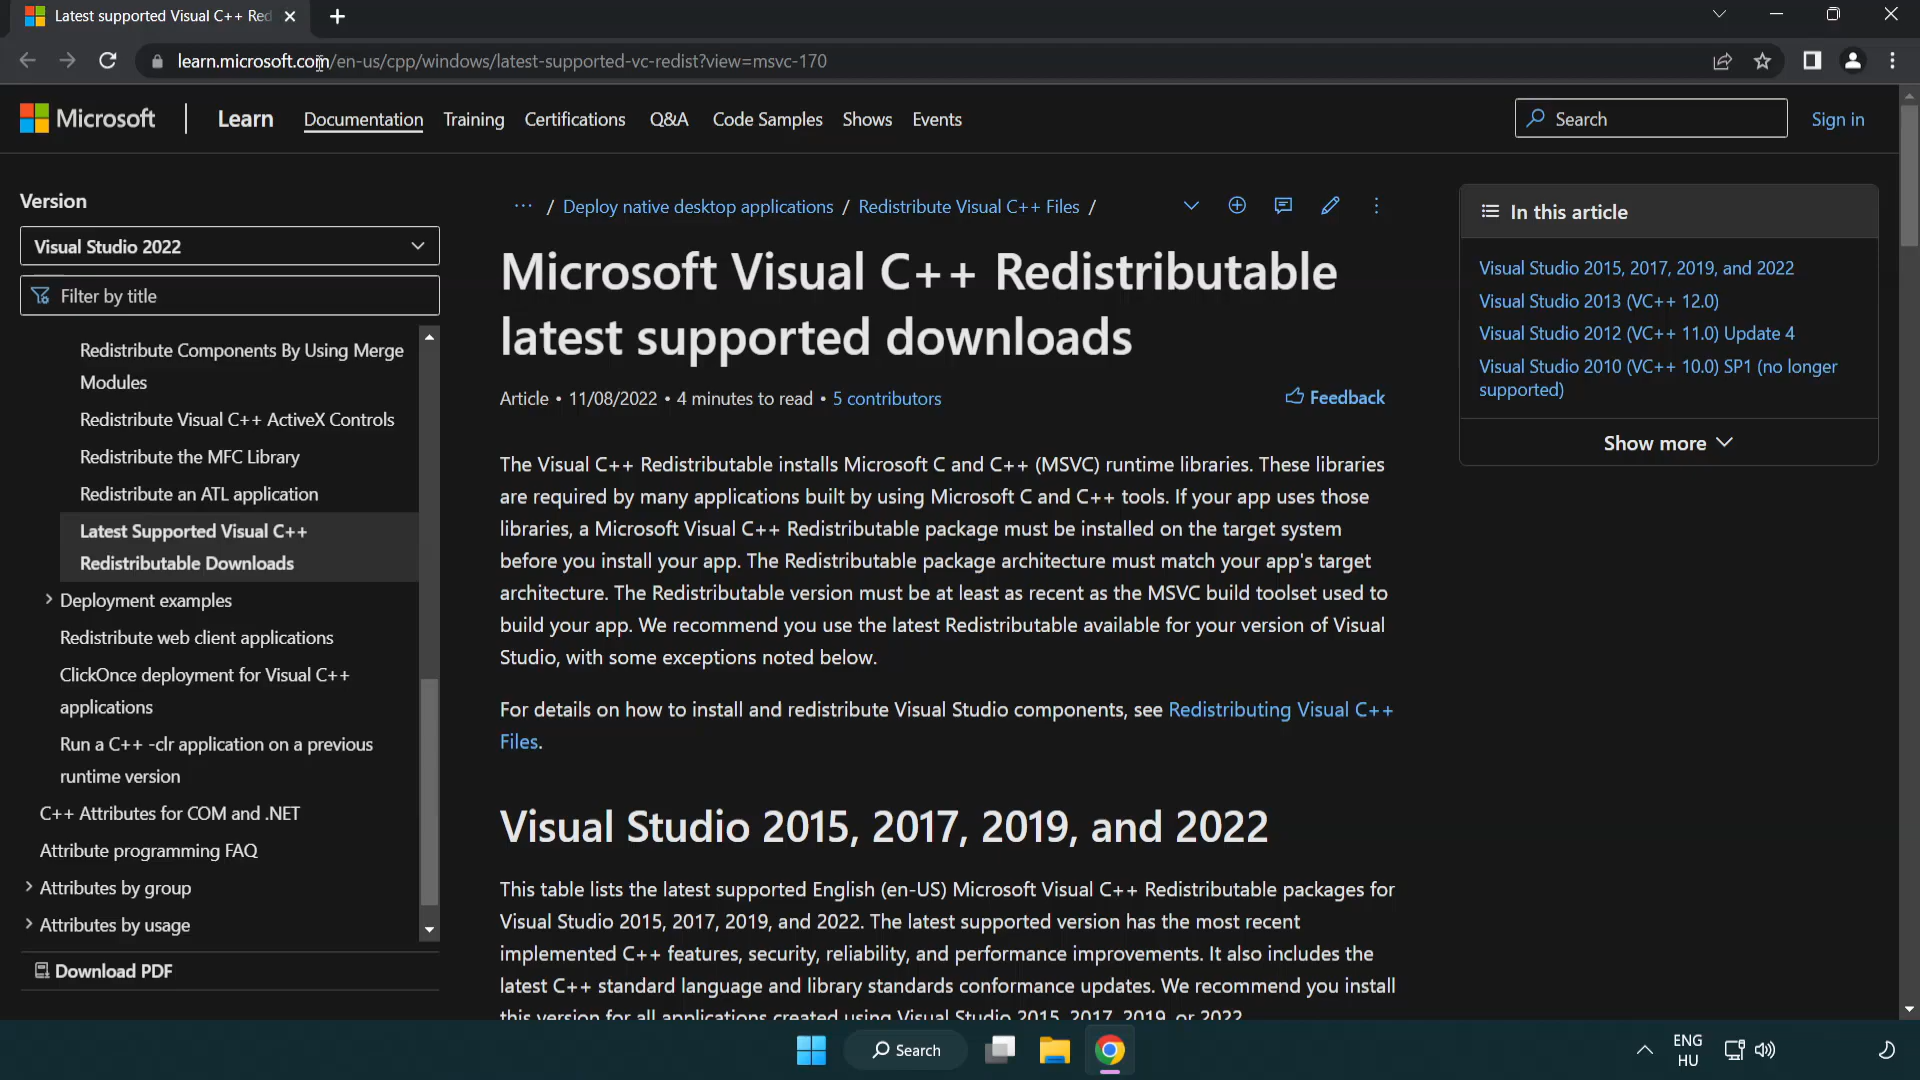 Latest supported Visual C++ Red
learn.microsoft.com/en-us/cpp/windows/latest-supported-vc-redist?view=msvc-170
Microsoft
Learn
Documentation
Training
Certifications
Q&A
Code Samples
Shows
Events
Search
Sign in
Version
Visual Studio 2022
Filter by title
Redistribute Components By Using Merge
Modules
Redistribute Visual C++ ActiveX Controls
Redistribute the MFC Library
Redistribute an ATL application
Latest Supported Visual C++
Redistributable Downloads
Deployment examples
Redistribute web client applications
ClickOnce deployment for Visual C++
applications
Run a C++ -clr application on a previous
runtime version
C++ Attributes for COM and .NET
Attribute programming FAQ
Attributes by group
Attributes by usage
Download PDF
··· / Deploy native desktop applications / Redistribute Visual C++ Files /
Microsoft Visual C++ Redistributable
latest supported downloads
Article • 11/08/2022 • 4 minutes to read • 5 contributors
Feedback
The Visual C++ Redistributable installs Microsoft C and C++ (MSVC) runtime libraries. These libraries
are required by many applications built by using Microsoft C and C++ tools. If your app uses those
libraries, a Microsoft Visual C++ Redistributable package must be installed on the target system
before you install your app. The Redistributable package architecture must match your app's target
architecture. The Redistributable version must be at least as recent as the MSVC build toolset used to
build your app. We recommend you use the latest Redistributable available for your version of Visual
Studio, with some exceptions noted below.
For details on how to install and redistribute Visual Studio components, see Redistributing Visual C++
Files.
Visual Studio 2015, 2017, 2019, and 2022
This table lists the latest supported English (en-US) Microsoft Visual C++ Redistributable packages for
Visual Studio 2015, 2017, 2019, and 2022. The latest supported version has the most recent
implemented C++ features, security, reliability, and performance improvements. It also includes the
latest C++ standard language and library standards conformance updates. We recommend you install
this version for all applications created using Visual Studio 2015, 2017, 2019, or 2022.
In this article
Visual Studio 2015, 2017, 2019, and 2022
Visual Studio 2013 (VC++ 12.0)
Visual Studio 2012 (VC++ 11.0) Update 4
Visual Studio 2010 (VC++ 10.0) SP1 (no longer
supported)
Show more
Search
ENG
HU